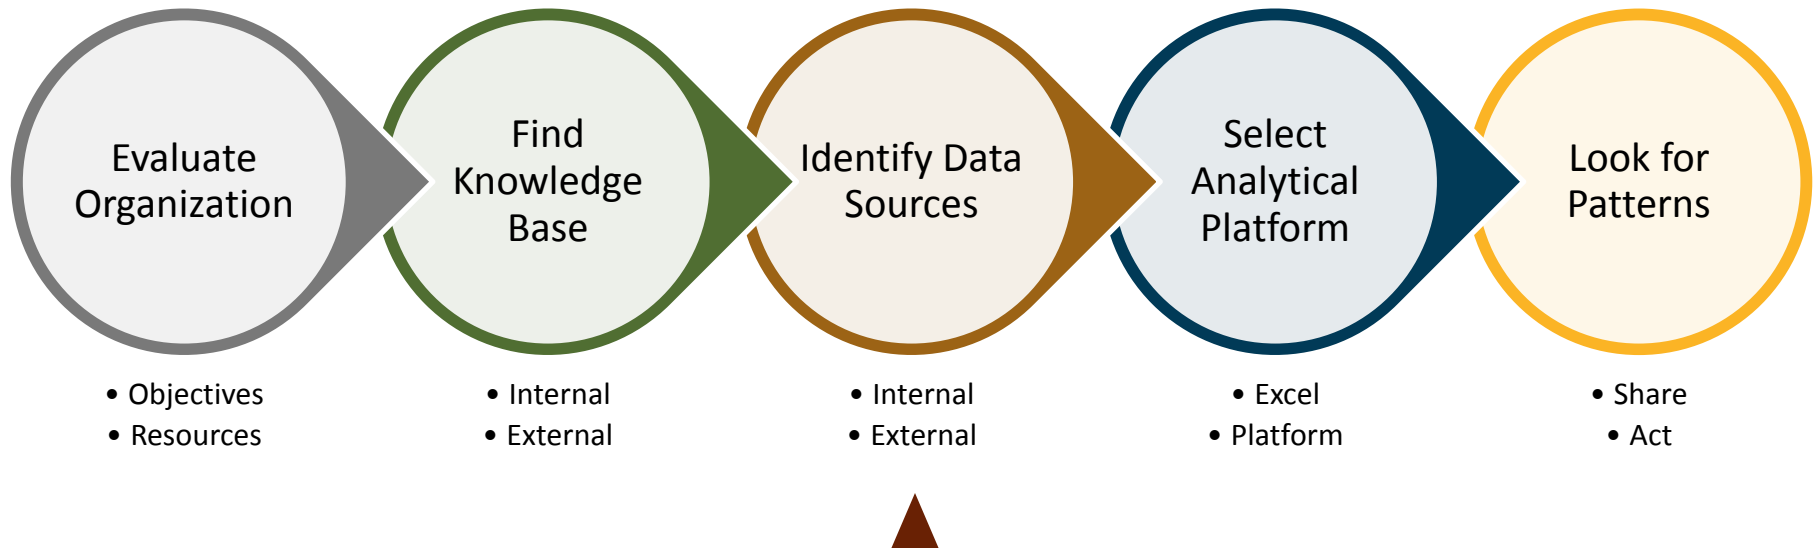 Evaluate
Organization
Find
Knowledge
Base
Identify Data
Sources
Select
Analytical
Platform
Look for
Patterns
• Objectives
• Resources
• Internal
• External
• Internal
• External
• Excel
• Platform
• Share
• Act